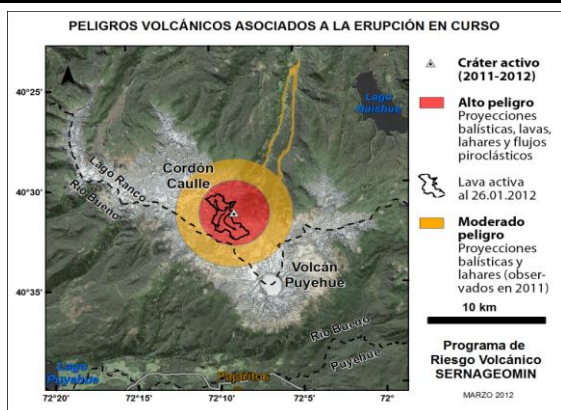 PELIGROS VOLCÁNICOS ASOCIADOS A LA ERUPCIÓN EN CURSO
40°25'
40°30'
40°35'
72°20'
72°15'
72°10'
72°5'
72°
Lago
Huishue
Cordón
Caulle
Lago Ranco
Río Bueno
Volcán
Puyehue
Río Bueno
Puyehue
Lago
Puyehue
Pajaritos
Cráter activo
(2011-2012)
Alto peligro
Proyecciones
balísticas, lavas,
lahares y flujos
piroclásticos
Lava activa
al 26.01.2012
Moderado
peligro
Proyecciones
balísticas y
lahares (obser-
vados en 2011)
10 km
Programa de
Riesgo Volcánico
SERNAGEOMIN
MARZO 2012